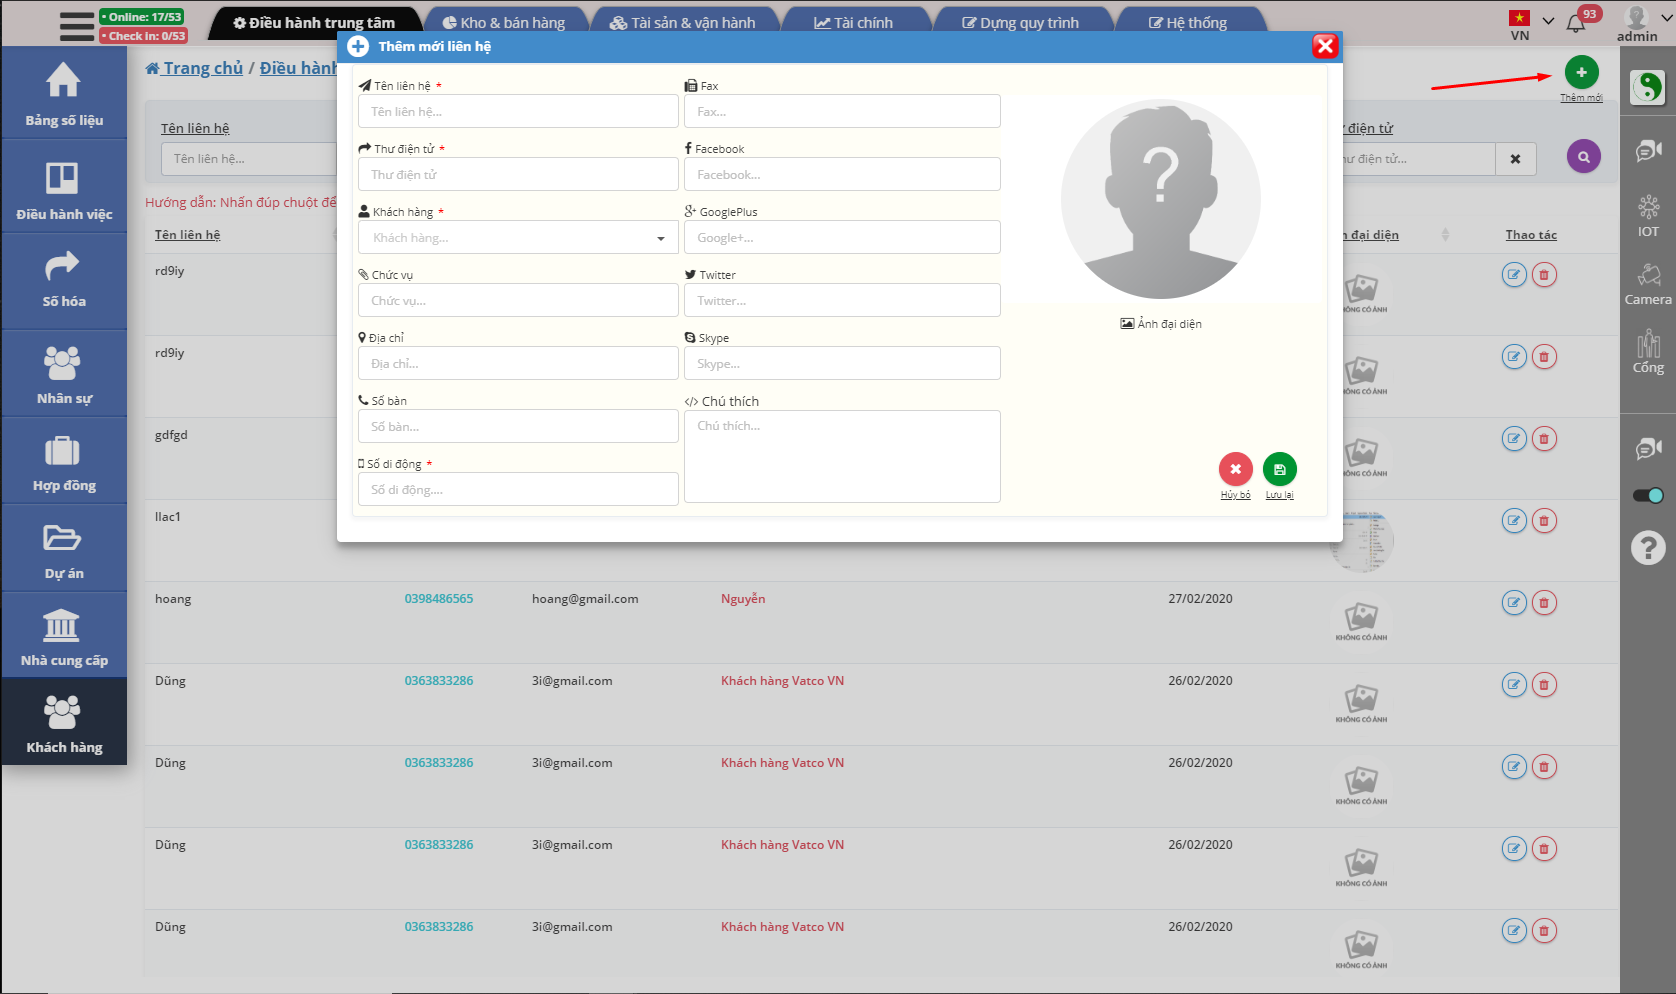 • Online: 17/53
• Check in: 0/53
Điều hành trung tâm
Kho & bán hàng
Tài sản & vận hành
Tài chính
Dựng quy trình
Hệ thống
VN
93
admin
Bảng số liệu
Điều hành việc
Số hóa
Nhân sự
Hợp đồng
Dự án
Nhà cung cấp
Khách hàng
Trang chủ / Điều hành
Thêm mới
Tên liên hệ
Tên liên hệ...
điện tử
điện tử...
Hướng dẫn: Nhấn đúp chuột để
Tên liên hệ
đại diện
Thao tác
Thêm mới liên hệ
Tên liên hệ *
Tên liên hệ...
Fax
Fax...
Thư điện tử *
Thư điện tử
Facebook
Facebook...
Khách hàng *
Khách hàng...
GooglePlus
Google+...
Chức vụ
Chức vụ...
Twitter
Twitter...
Địa chỉ
Địa chỉ...
Skype
Skype...
Số bàn
Số bàn...
</> Chú thích
Chú thích...
Số di động *
Số di động....
?
Ảnh đại diện
Hủy bỏ
Lưu lại
rd9iy
KHÔNG CÓ ẢNH
rd9iy
KHÔNG CÓ ẢNH
gdfgd
KHÔNG CÓ ẢNH
llac1
hoang 0398486565 hoang@gmail.com Nguyễn 27/02/2020
KHÔNG CÓ ẢNH
Dũng 0363833286 3i@gmail.com Khách hàng Vatco VN 26/02/2020
KHÔNG CÓ ẢNH
Dũng 0363833286 3i@gmail.com Khách hàng Vatco VN 26/02/2020
KHÔNG CÓ ẢNH
Dũng 0363833286 3i@gmail.com Khách hàng Vatco VN 26/02/2020
KHÔNG CÓ ẢNH
Dũng 0363833286 3i@gmail.com Khách hàng Vatco VN 26/02/2020
KHÔNG CÓ ẢNH
IOT
Camera
Cổng
?